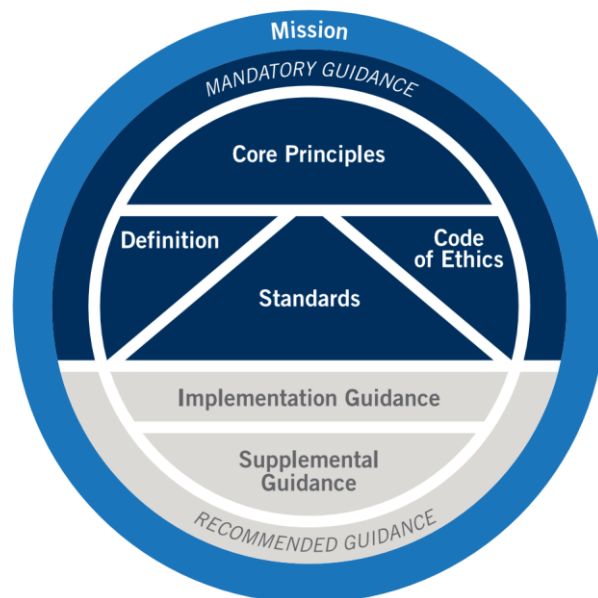 Mission
MANDATORY GUIDANCE
Core Principles
Definition
Code
of Ethics
Standards
Implementation Guidance
Supplemental
Guidance
RECOMMENDED GUIDANCE